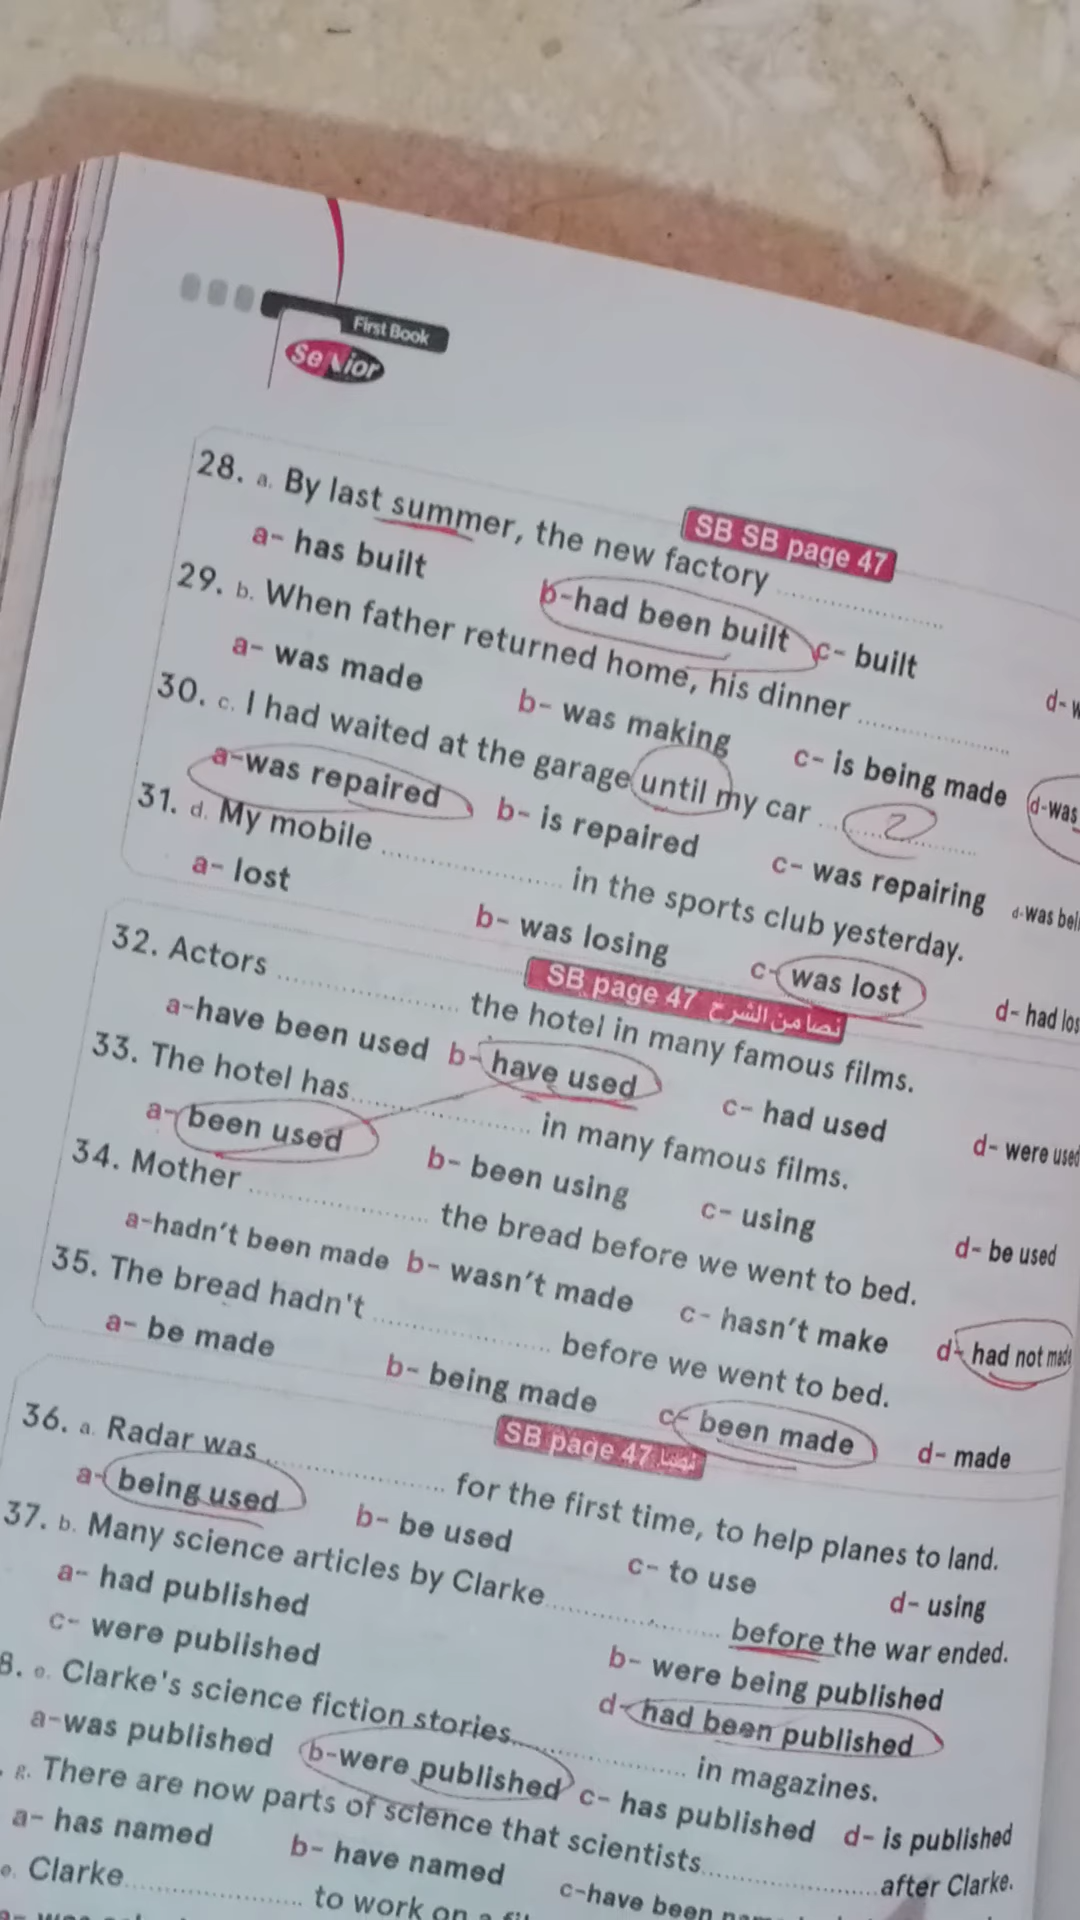 First Book
Senior
SB SB page 47
28. a. By last summer, the new factory ....................
a- has built b- had been built c- built d- w
29. b. When father returned home, his dinner ....................
a- was made b- was making c- is being made d- was
30. c. I had waited at the garage until my car .................... 2
a- was repaired b- is repaired c- was repairing d- was bei
31. d. My mobile .................... in the sports club yesterday.
a- lost b- was losing c- was lost d- had los
SB page 47 نصا من الشرح
32. Actors .................... the hotel in many famous films.
a-have been used b- have used c- had used d- were used
33. The hotel has .................... in many famous films.
a- been used b- been using c- using d- be used
34. Mother .................... the bread before we went to bed.
a-hadn't been made b- wasn't made c- hasn't make d- had not made
35. The bread hadn't .................... before we went to bed.
a- be made b- being made c- been made d- made
SB page 47 نصا
36. a. Radar was .................... for the first time, to help planes to land.
a- being used b- be used c- to use d- using
37. b. Many science articles by Clarke .................... before the war ended.
a- had published b- were being published
c- were published d- had been published
8. e. Clarke's science fiction stories .................... in magazines.
a-was published b-were published c- has published d- is published
. g. There are now parts of science that scientists .................... after Clarke.
a- has named b- have named c-have been
e. Clarke .................... to work on a